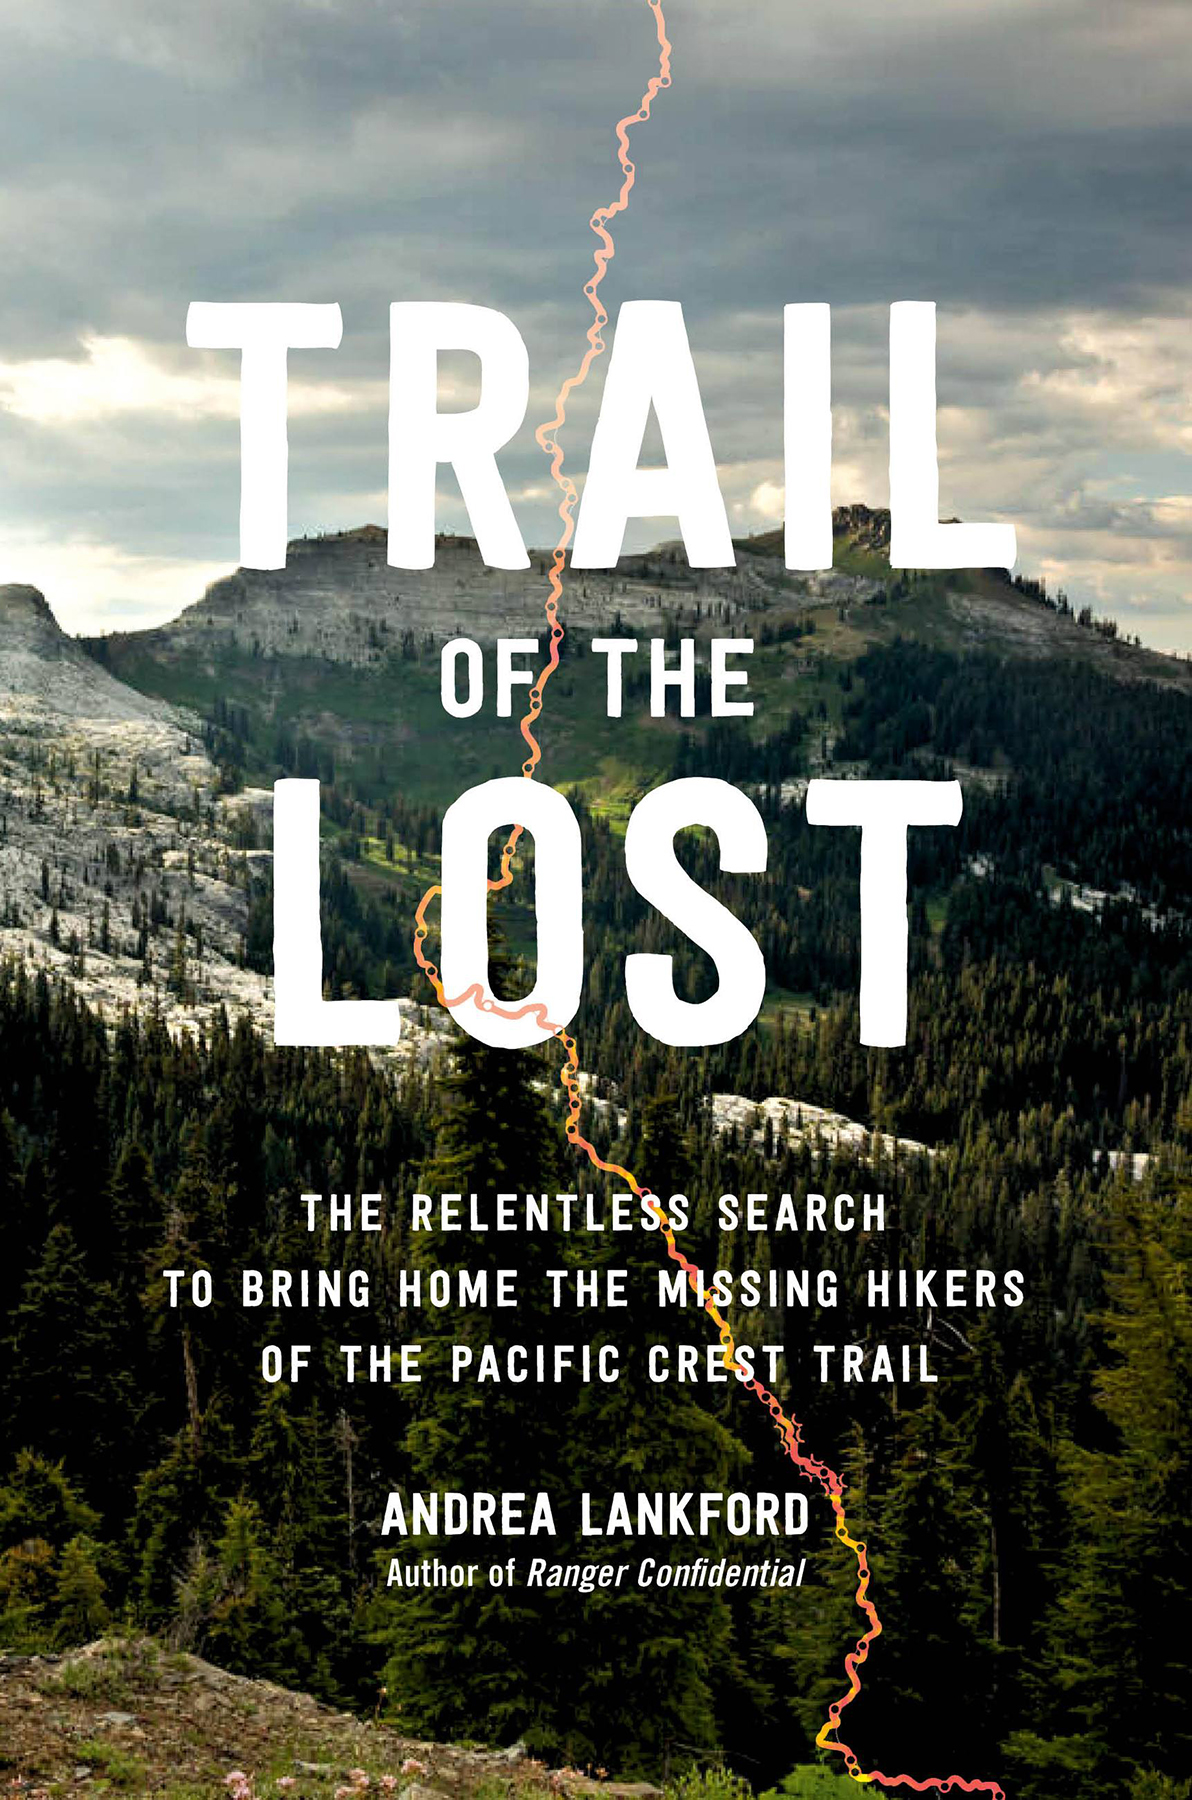 TRAIL
OF THE
LOST
THE RELENTLESS SEARCH
TO BRING HOME THE MISSING HIKERS
OF THE PACIFIC CREST TRAIL
ANDREA LANKFORD
Author of Ranger Confidential